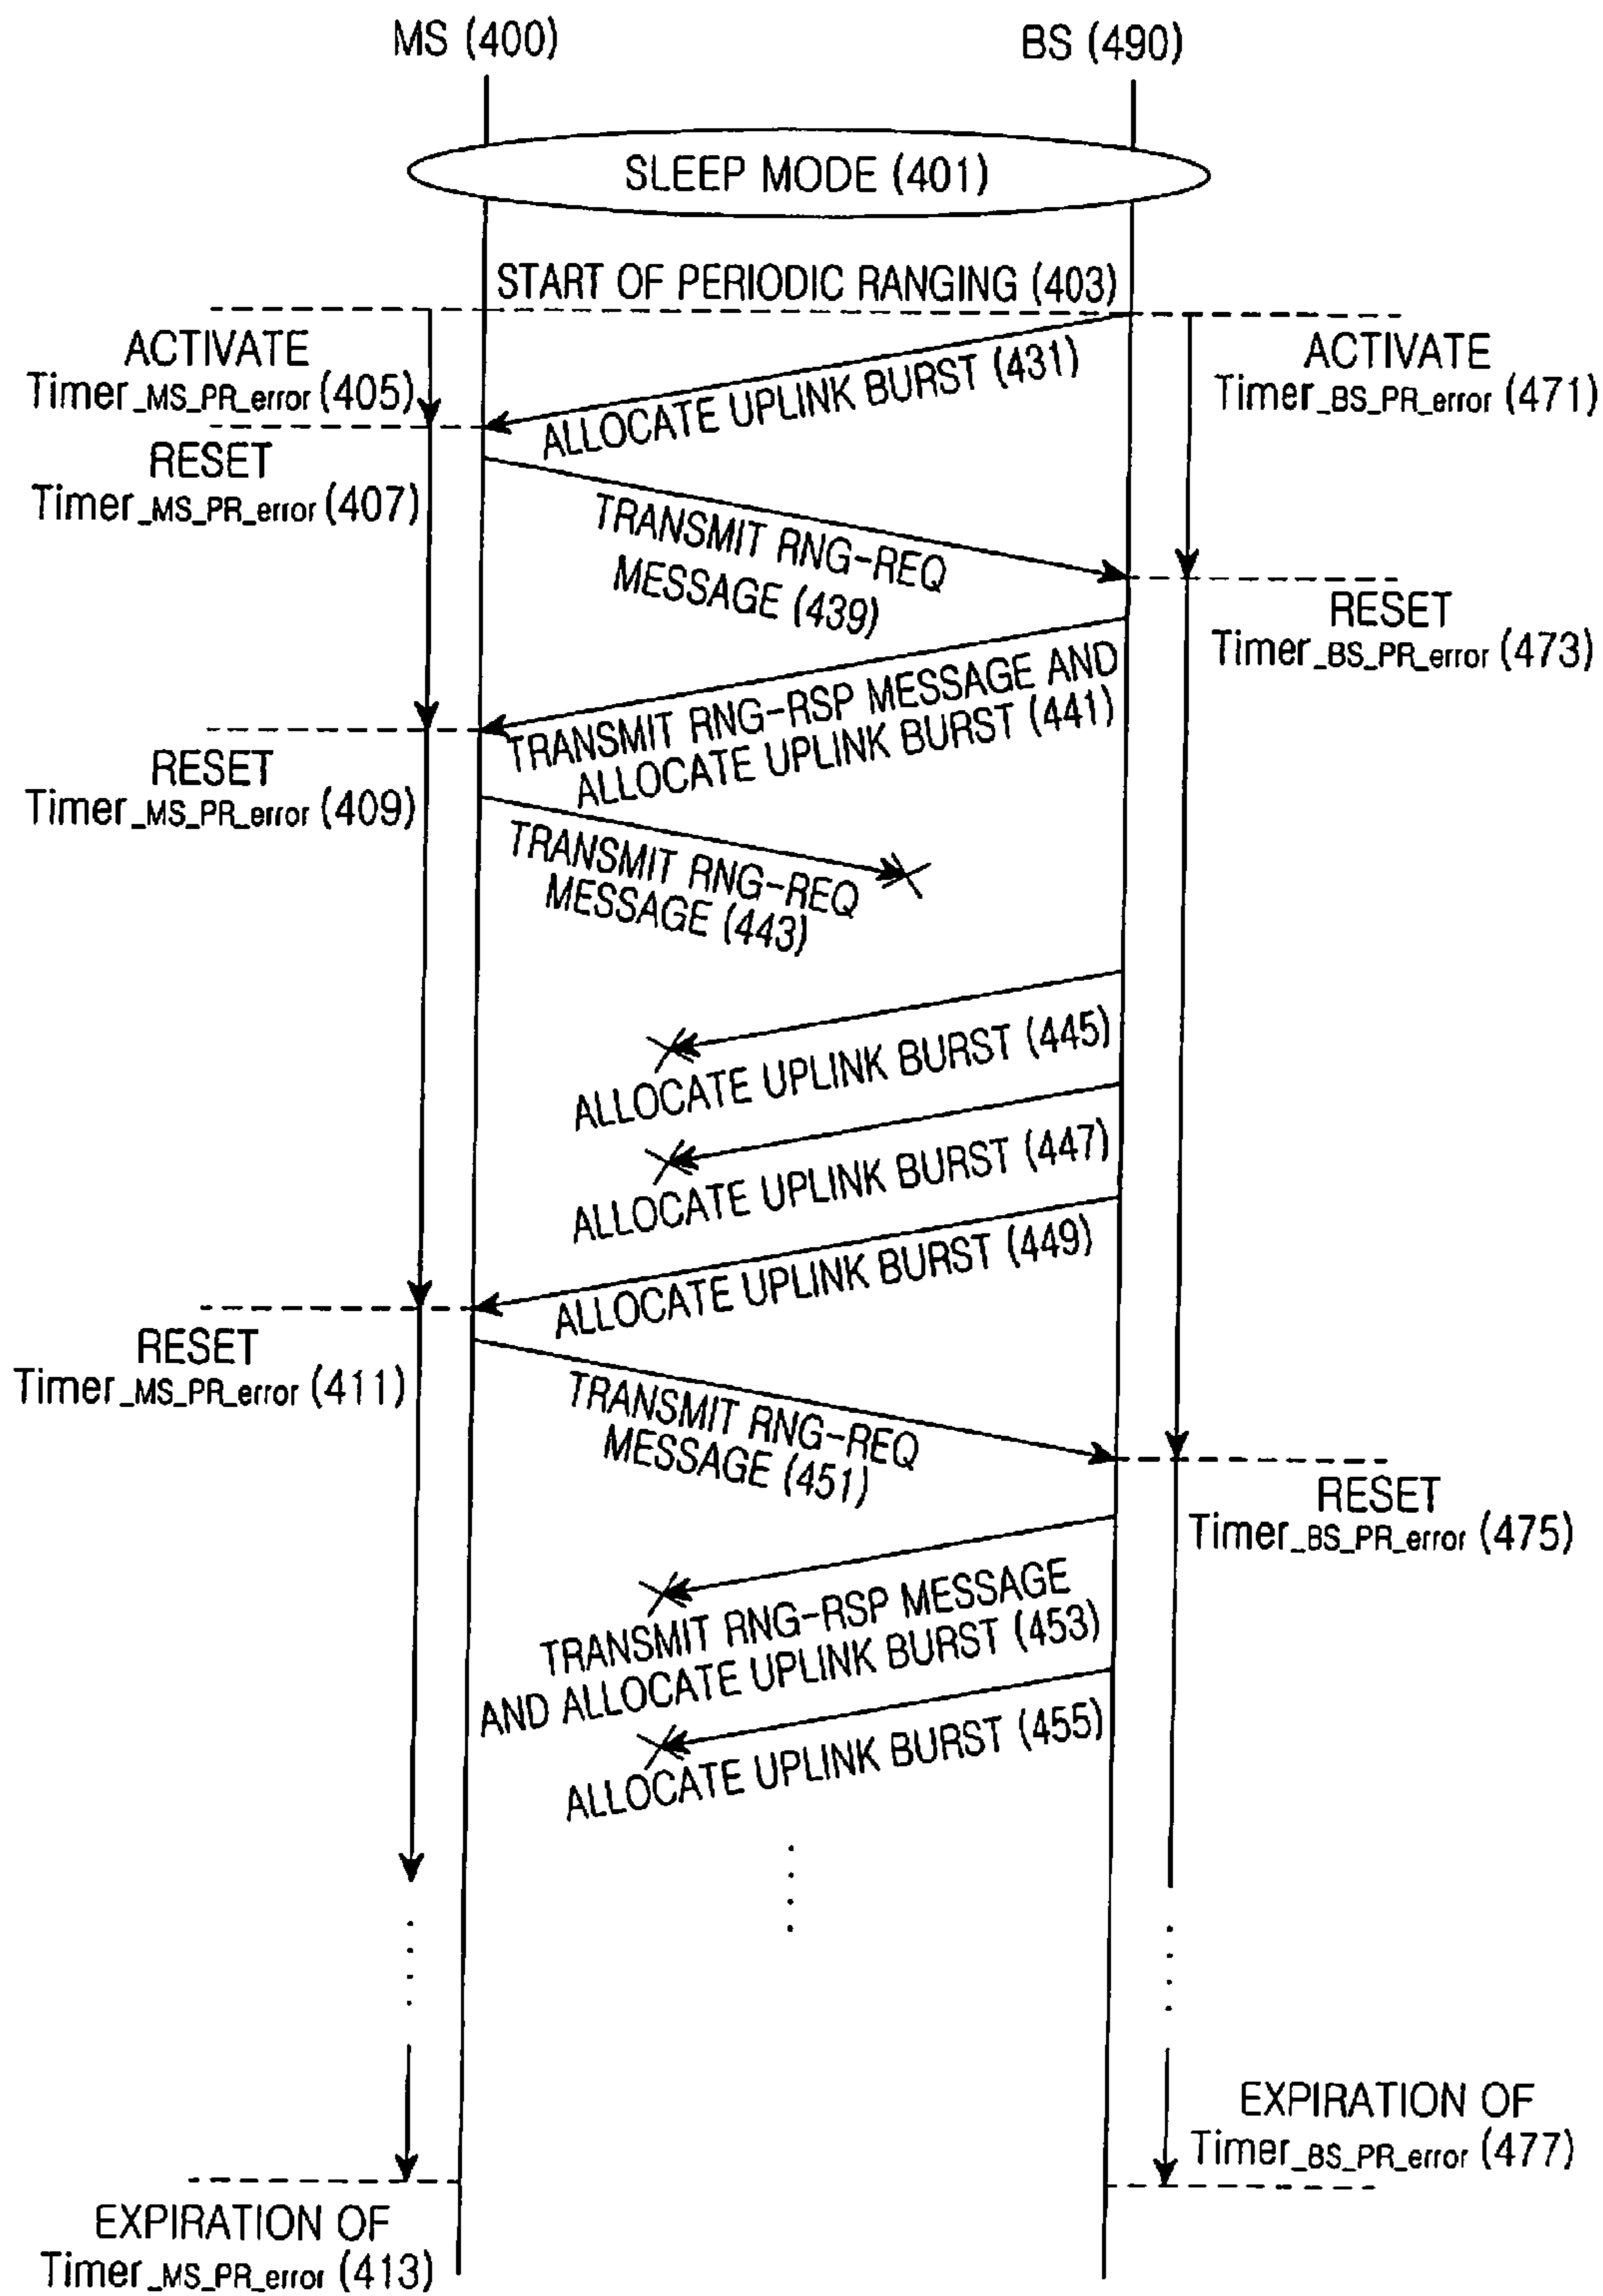 MS (400)
BS (490)
SLEEP MODE (401)
START OF PERIODIC RANGING (403)
ACTIVATE
Timer_MS_PR_error (405)
ALLOCATE UPLINK BURST (431)
ACTIVATE
Timer_BS_PR_error (471)
RESET
Timer_MS_PR_error (407)
TRANSMIT RNG-REQ
MESSAGE (439)
RESET
Timer_BS_PR_error (473)
TRANSMIT RNG-RSP MESSAGE AND
ALLOCATE UPLINK BURST (441)
RESET
Timer_MS_PR_error (409)
TRANSMIT RNG-REQ
MESSAGE (443)
ALLOCATE UPLINK BURST (445)
ALLOCATE UPLINK BURST (447)
ALLOCATE UPLINK BURST (449)
RESET
Timer_MS_PR_error (411)
TRANSMIT RNG-REQ
MESSAGE (451)
RESET
Timer_BS_PR_error (475)
TRANSMIT RNG-RSP MESSAGE
AND ALLOCATE UPLINK BURST (453)
ALLOCATE UPLINK BURST (455)
EXPIRATION OF
Timer_BS_PR_error (477)
EXPIRATION OF
Timer_MS_PR_error (413)